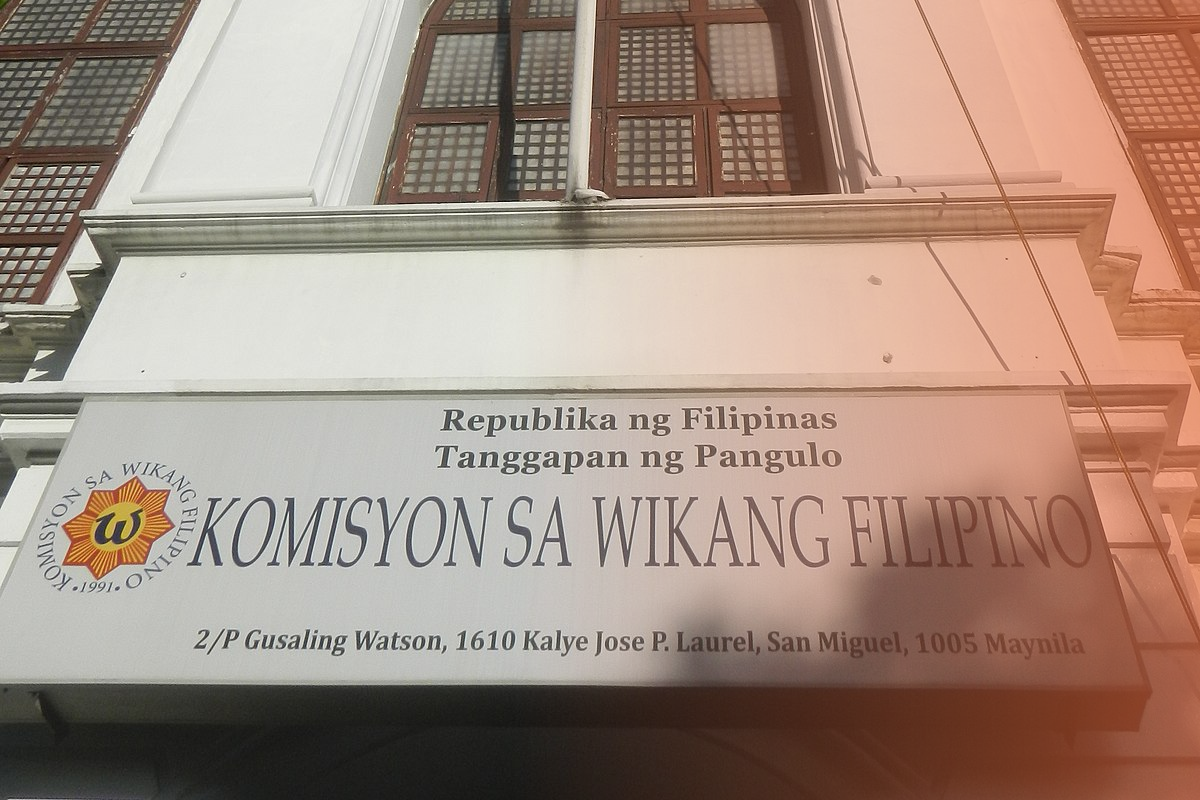 Republika ng Filipinas
Tanggapan ng Pangulo
KOMISYON SA WIKANG FILIPINO
KOMISYON SA WIKANG FILIPINO
•1991•
w
2/P Gusaling Watson, 1610 Kalye Jose P. Laurel, San Miguel, 1005 Maynila